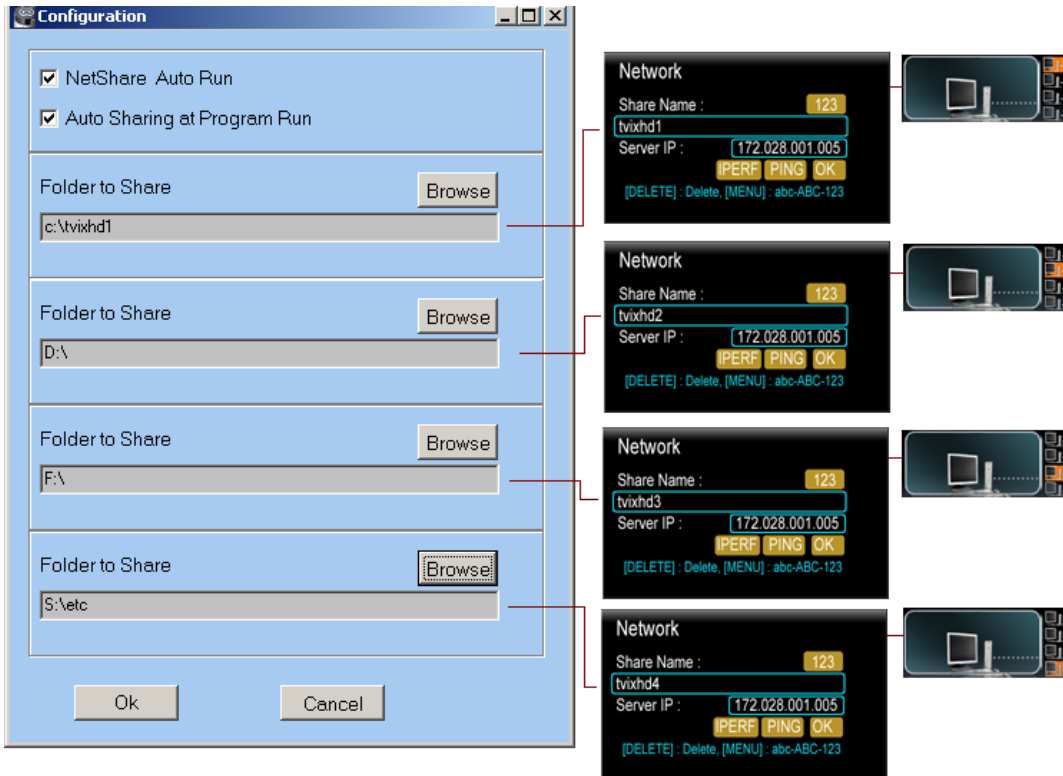 Configuration
NetShare Auto Run
Auto Sharing at Program Run
Folder to Share
Browse
c:\tvixhd1
Folder to Share
Browse
D:\
Folder to Share
Browse
F:\
Folder to Share
Browse
S:\etc
Ok
Cancel
Network
Share Name :
123
tvixhd1
Server IP :
172.028.001.005
IPERF PING OK
[DELETE] : Delete, [MENU] : abc-ABC-123
Network
Share Name :
123
tvixhd2
Server IP :
172.028.001.005
IPERF PING OK
[DELETE] : Delete, [MENU] : abc-ABC-123
Network
Share Name :
123
tvixhd3
Server IP :
172.028.001.005
IPERF PING OK
[DELETE] : Delete, [MENU] : abc-ABC-123
Network
Share Name :
123
tvixhd4
Server IP :
172.028.001.005
IPERF PING OK
[DELETE] : Delete, [MENU] : abc-ABC-123